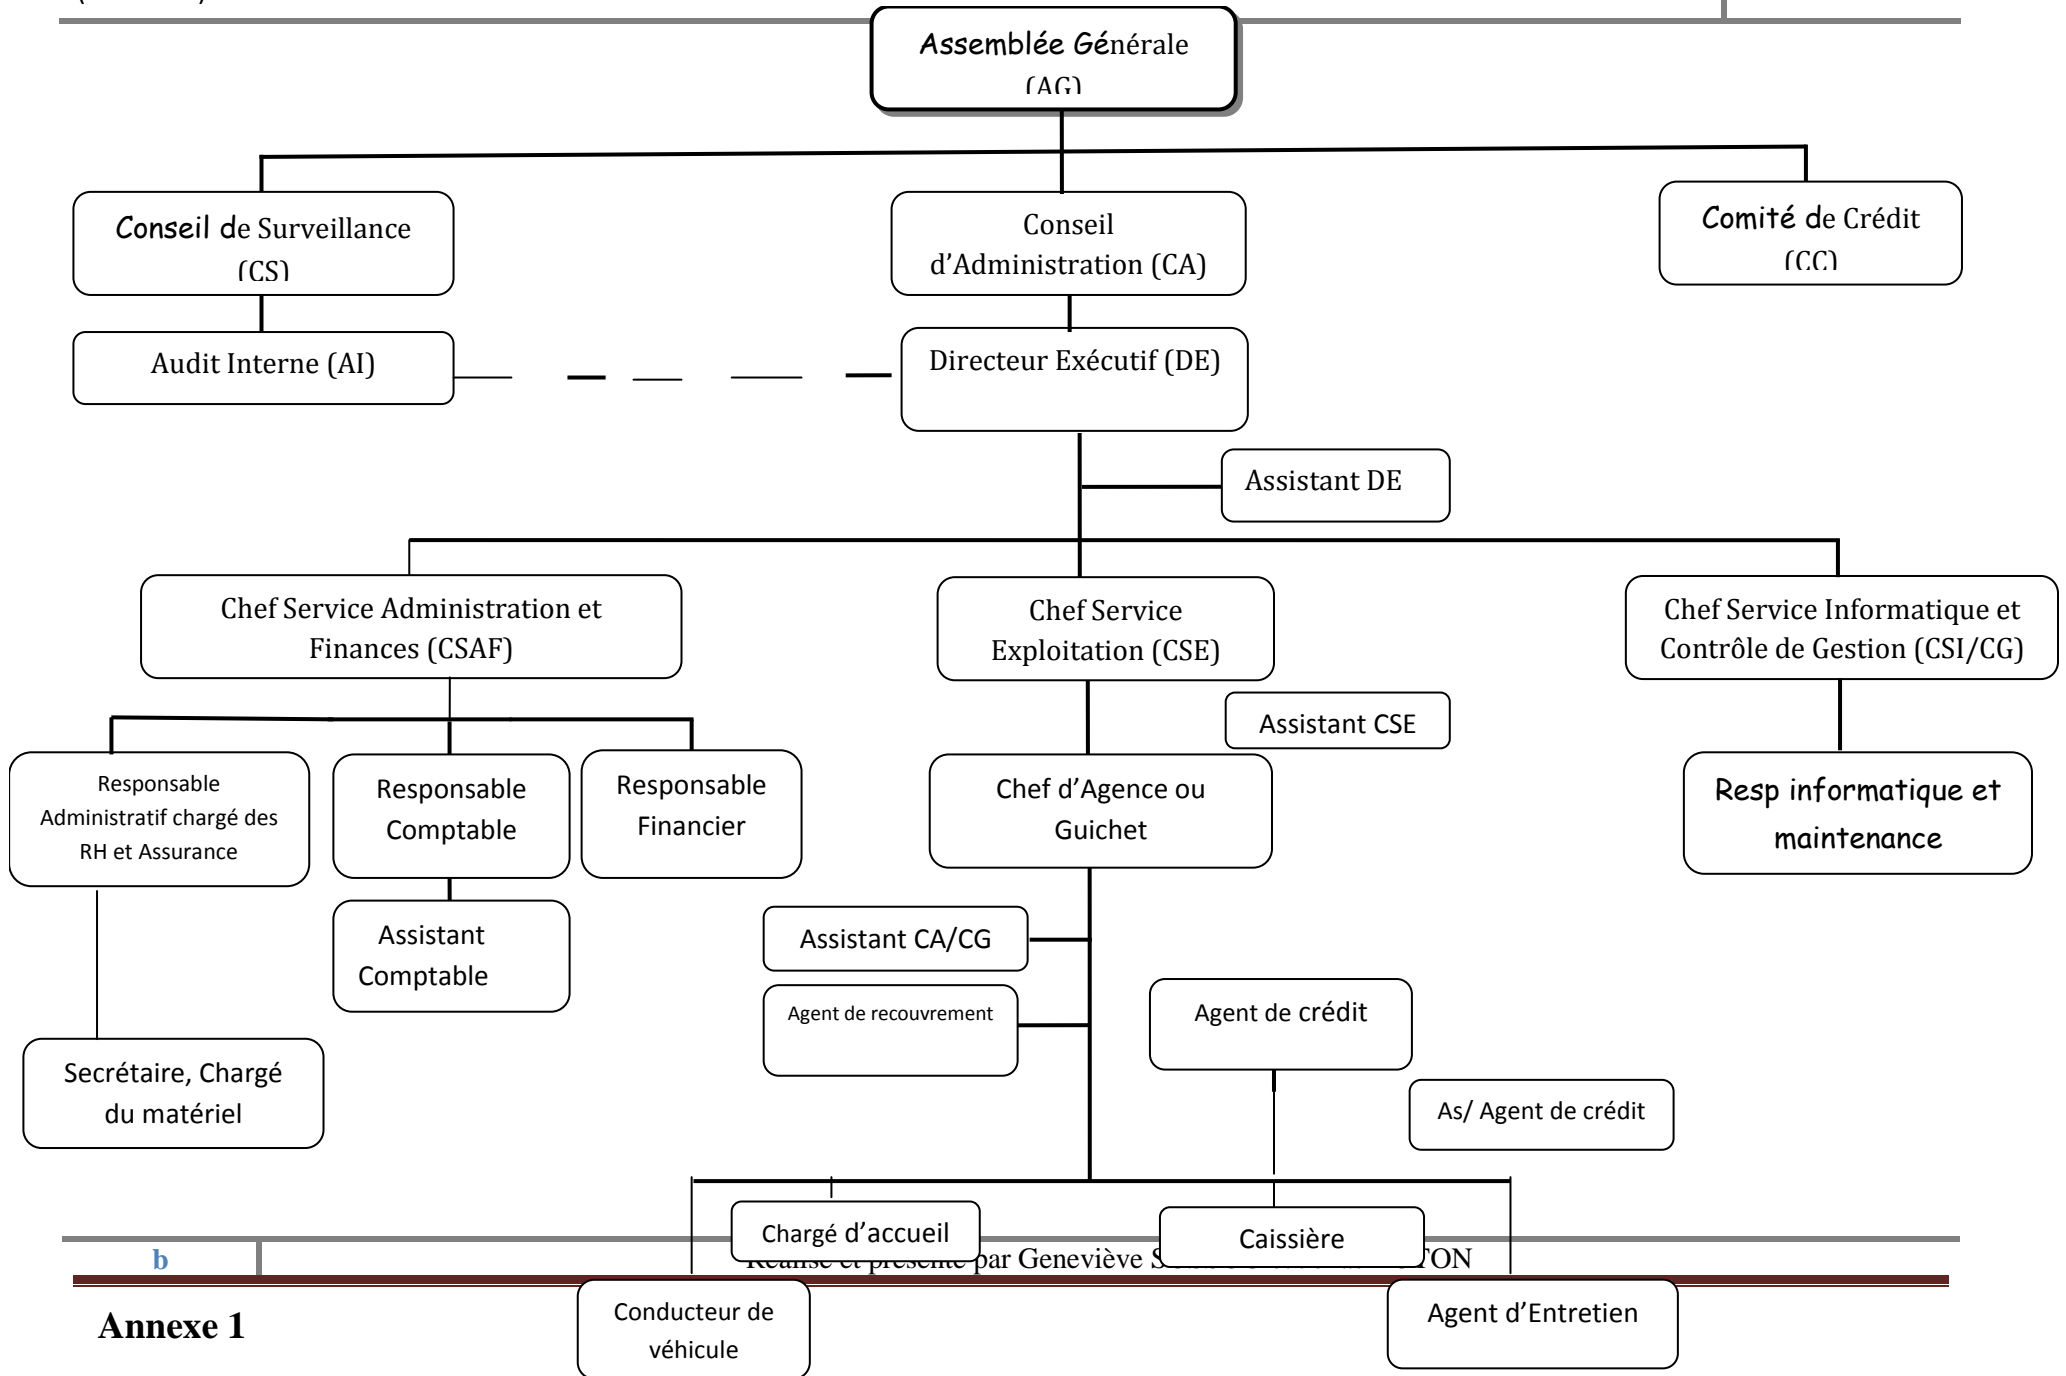 Assemblée Générale
(AG)
Conseil de Surveillance
(CS)
Conseil
d’Administration (CA)
Comité de Crédit
(CC)
Audit Interne (AI)
Directeur Exécutif (DE)
Assistant DE
Chef Service Administration et
Finances (CSAF)
Chef Service
Exploitation (CSE)
Chef Service Informatique et
Contrôle de Gestion (CSI/CG)
Assistant CSE
Responsable
Administratif chargé des
RH et Assurance
Responsable
Comptable
Responsable
Financier
Chef d’Agence ou
Guichet
Resp informatique et
maintenance
Assistant
Comptable
Assistant CA/CG
Agent de recouvrement
Agent de crédit
Secrétaire, Chargé
du matériel
As/ Agent de crédit
Chargé d’accueil
Caissière
b
Réalisé et présenté par Geneviève
Conducteur de
véhicule
Agent d’Entretien
Annexe 1